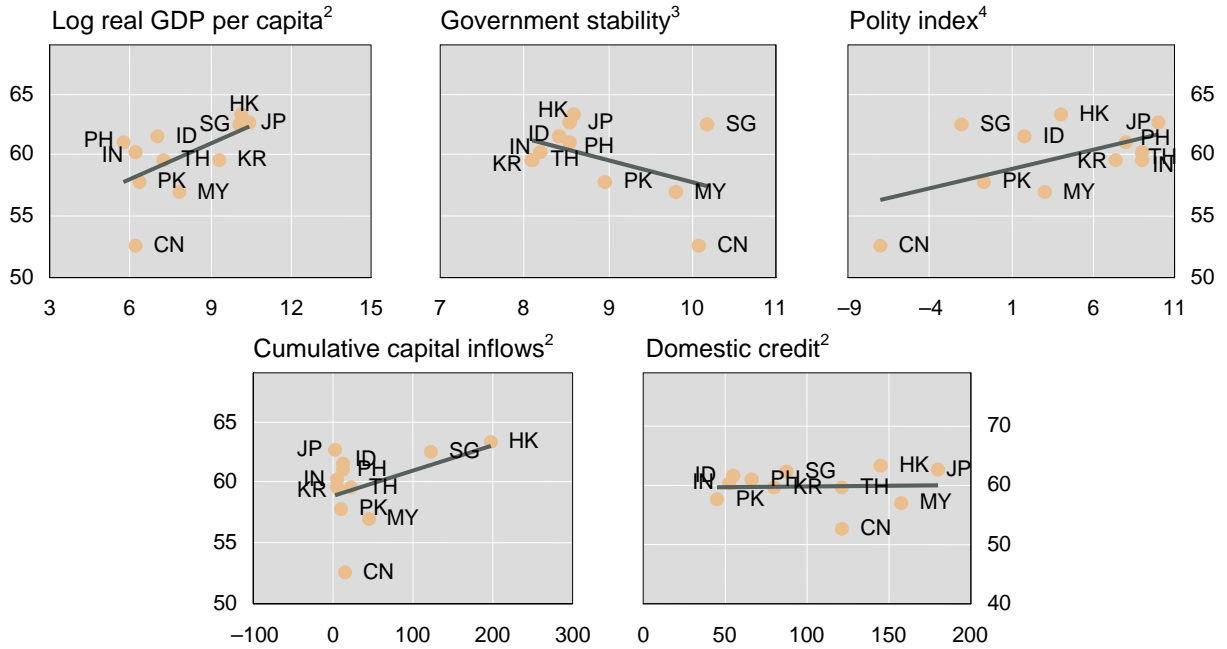 Log real GDP per capita²
Government stability³
Polity index⁴
65
60
55
50
3
6
9
12
15
HK
SG
JP
PH
ID
IN
TH
KR
PK
MY
CN
7
8
9
10
11
HK
JP
SG
ID
PH
IN
TH
KR
PK
MY
CN
65
60
55
50
–9
–4
1
6
11
HK
SG
JP
ID
PH
TH
KR
IN
PK
MY
CN
Cumulative capital inflows²
Domestic credit²
65
60
55
50
–100
0
100
200
300
HK
JP
SG
ID
PH
IN
KR
TH
PK
MY
CN
70
60
50
40
0
50
100
150
200
ID
IN
PH
SG
HK
JP
PK
KR
TH
MY
CN